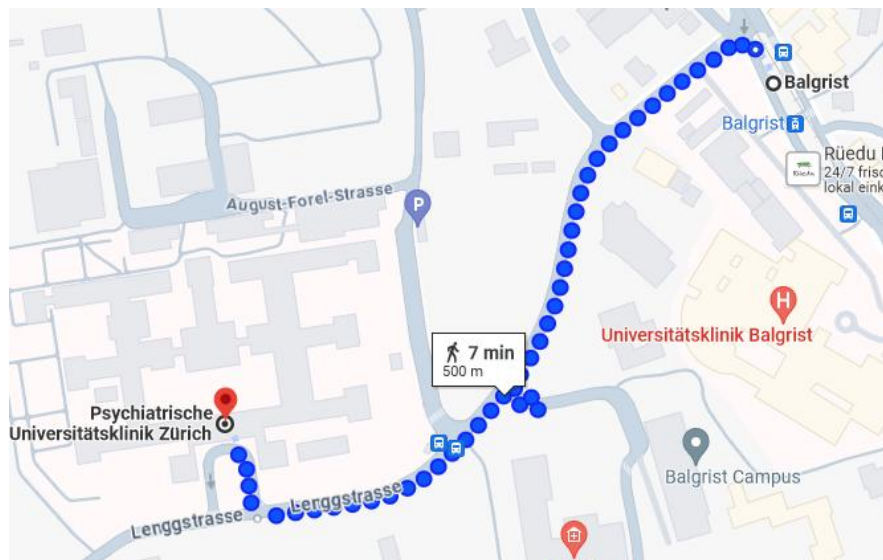 Balgrist
Balgrist
Rüedu
24/7 frisc
lokal eink
August-Forel-Strasse
P
H
Universitätsklinik Balgrist
7 min
500 m
Psychiatrische
Universitätsklinik Zürich
Balgrist Campus
Lenggstrasse
Lenggstrasse